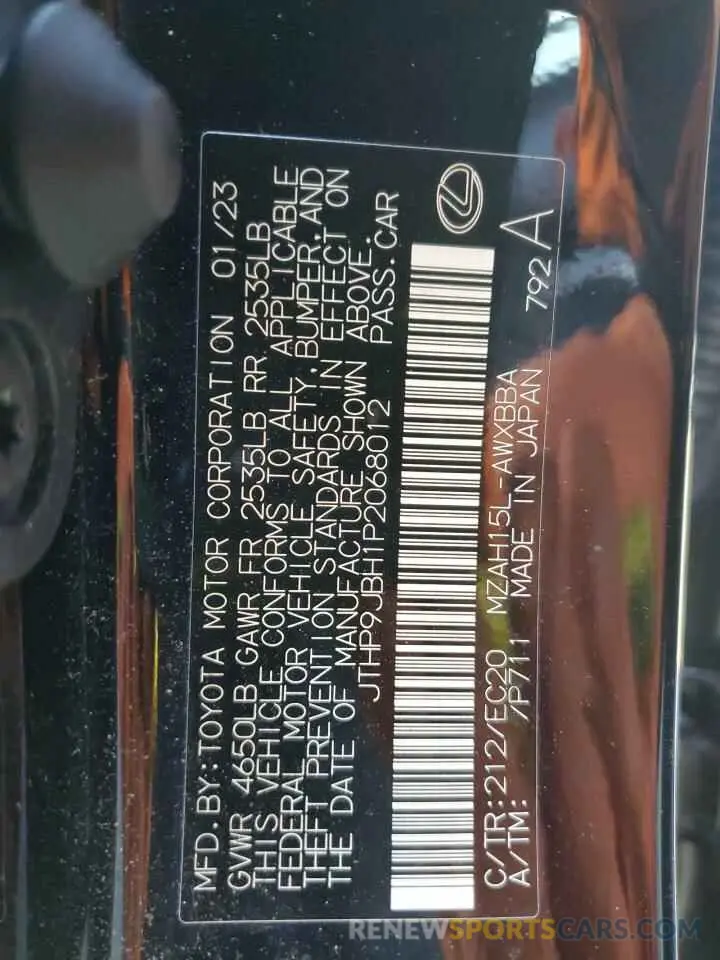 MFD.BY:TOYOTA MOTOR CORPORATION 01/23
GVWR 4650LB GAWR:FR 2535LB RR 2535LB
THIS VEHICLE CONFORMS TO ALL APPLICABLE
FEDERAL MOTOR VEHICLE SAFETY,BUMPER,AND
THEFT PREVENTION STANDARDS IN EFFECT ON
THE DATE OF MANUFACTURE SHOWN ABOVE.
JTHP9JBH1P2068012 PASS.CAR
C/TR:212/EC20 MZAH15L-AWXBBA
A/TM: /P711 MADE IN JAPAN
792 A
RENEWSPORTSCARS.COM